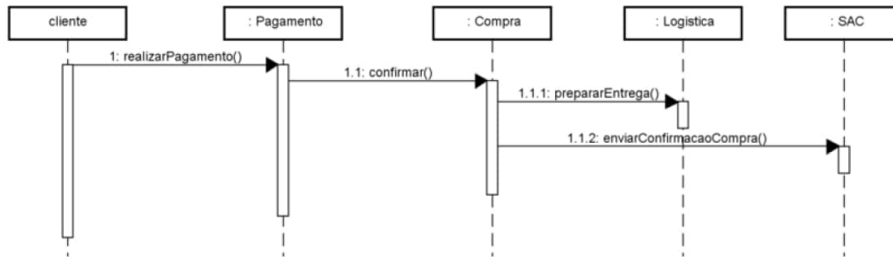 cliente
: Pagamento
: Compra
: Logistica
: SAC
1: realizarPagamento()
1.1: confirmar()
1.1.1: prepararEntrega()
1.1.2: enviarConfirmacaoCompra()